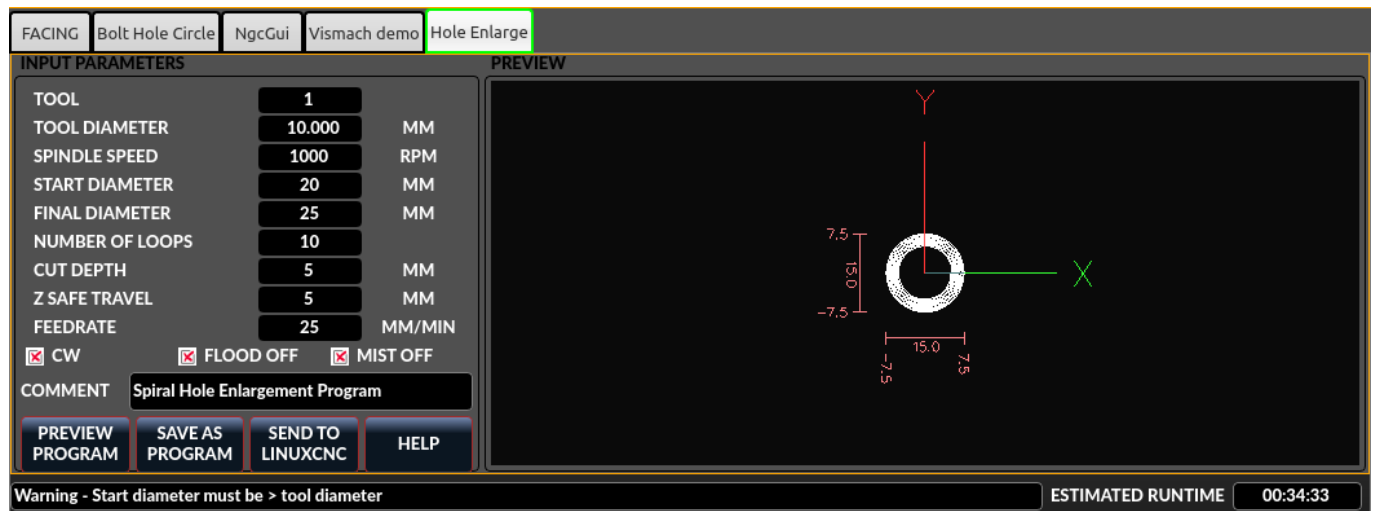 FACING Bolt Hole Circle NgcGui Vismach demo Hole Enlarge
INPUT PARAMETERS
TOOL 1
TOOL DIAMETER 10.000 MM
SPINDLE SPEED 1000 RPM
START DIAMETER 20 MM
FINAL DIAMETER 25 MM
NUMBER OF LOOPS 10
CUT DEPTH 5 MM
Z SAFE TRAVEL 5 MM
FEEDRATE 25 MM/MIN
CW FLOOD OFF MIST OFF
COMMENT Spiral Hole Enlargement Program
PREVIEW PROGRAM
SAVE AS PROGRAM
SEND TO LINUXCNC
HELP
PREVIEW
Y
7.5
15.0
-7.5
X
15.0
-7.5
7.5
Warning - Start diameter must be > tool diameter
ESTIMATED RUNTIME 00:34:33